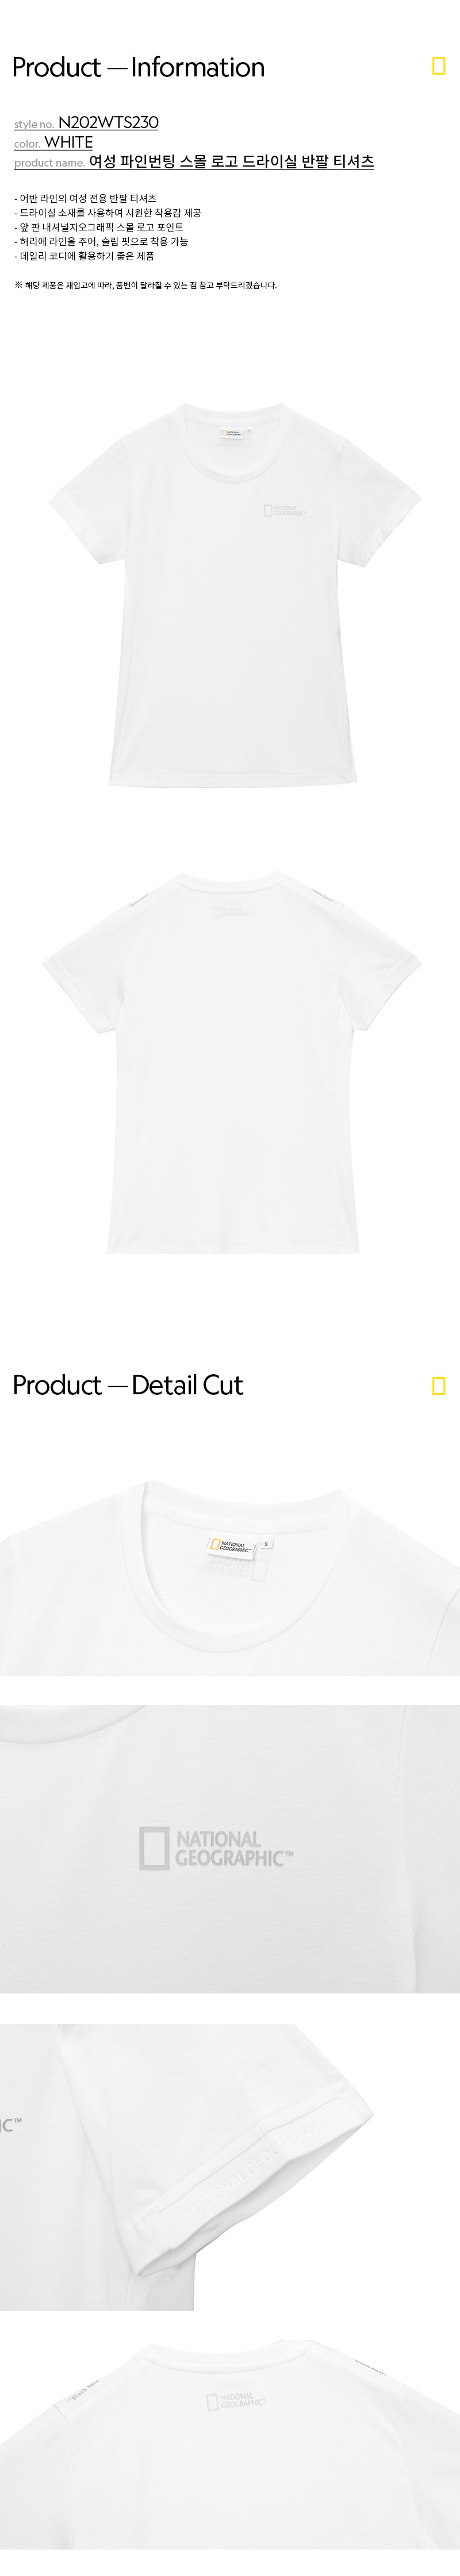 Product — Information
style no. N202WTS230
color. WHITE
product name. 여성 파인번팅 스몰 로고 드라이실 반팔 티셔츠
- 어반 라인의 여성 전용 반팔 티셔츠
- 드라이실 소재를 사용하여 시원한 착용감 제공
- 앞 판 내셔널지오그래픽 스몰 로고 포인트
- 허리에 라인을 주어, 슬림 핏으로 착용 가능
- 데일리 코디에 활용하기 좋은 제품
※ 해당 제품은 재입고에 따라, 품번이 달라질 수 있는 점 참고 부탁드리겠습니다.
NATIONAL
GEOGRAPHIC
NATIONAL
GEOGRAPHIC™
Product — Detail Cut
NATIONAL
GEOGRAPHIC™
S
NATIONAL
GEOGRAPHIC™
IC™
NATIONAL GEOGRAPHIC
NATIONAL
GEOGRAPHIC™